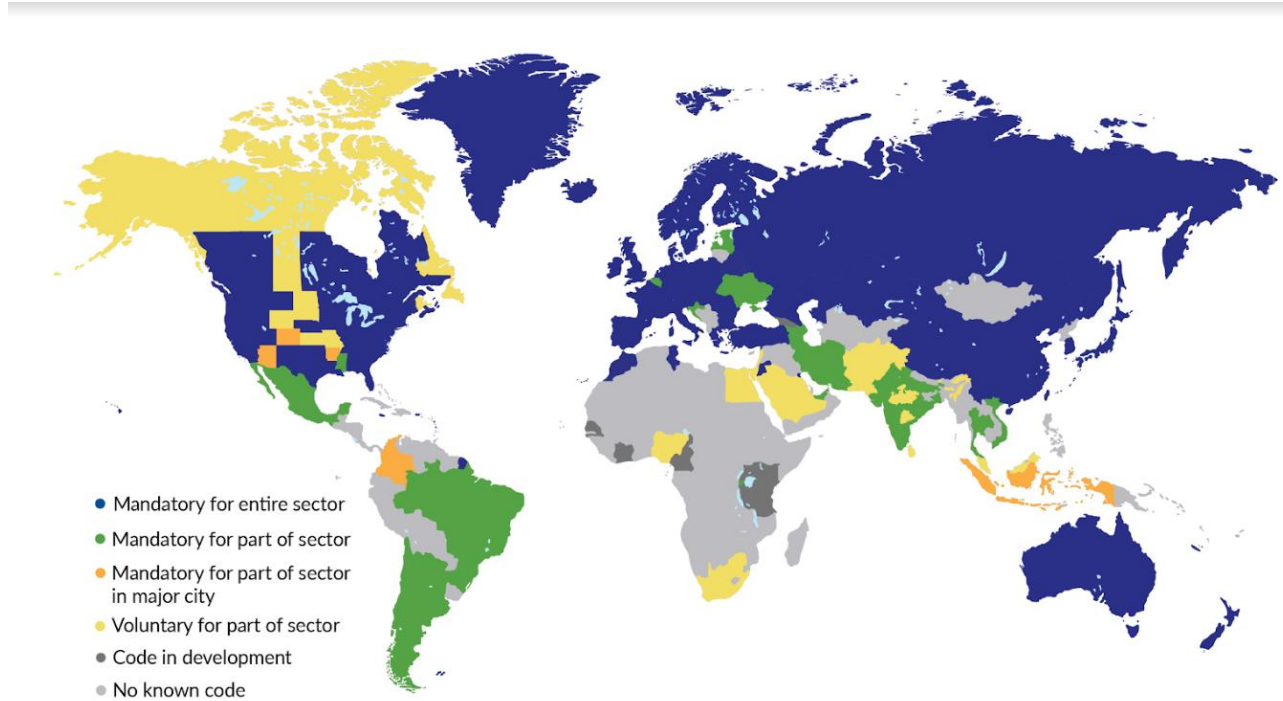 Mandatory for entire sector
Mandatory for part of sector
Mandatory for part of sector
in major city
Voluntary for part of sector
Code in development
No known code